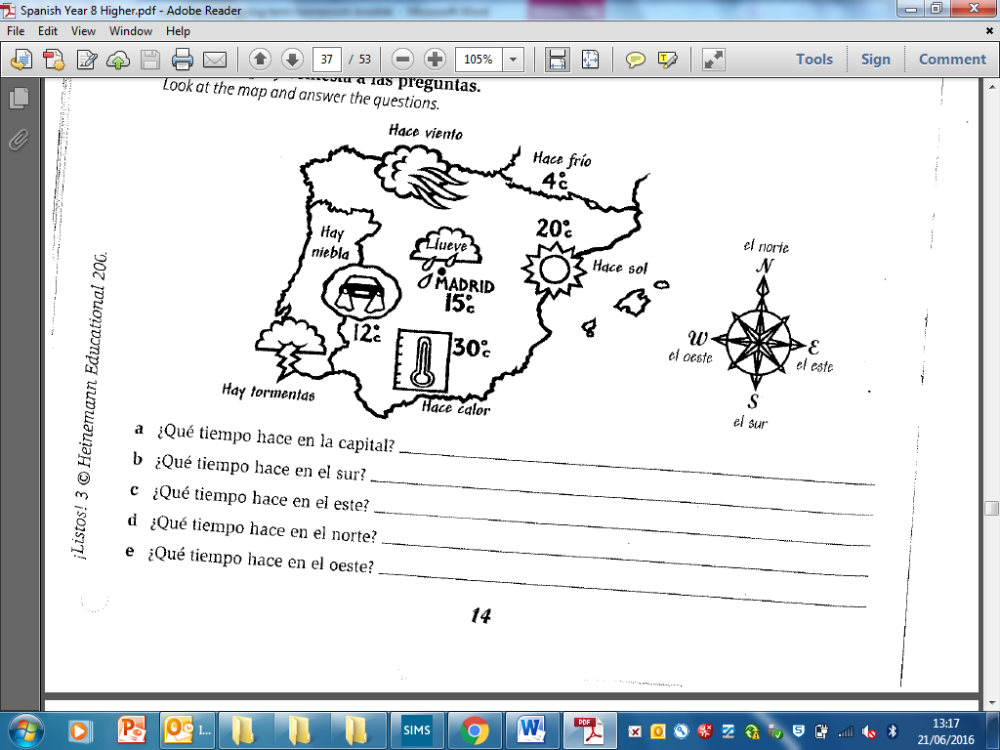 Spanish Year 8 Higher.pdf - Adobe Reader
File Edit View Window Help
37 / 53 105% Tools Sign Comment
a las preguntas.
Look at the map and answer the questions.
Hace viento
Hace frío
4°c
20°c
Hay
niebla
Llueve
Hace sol
MADRID
15°c
12°c
30°c
Hay tormentas
Hace calor
el norte
N
W
el oeste
E
el este
S
el sur
a ¿Qué tiempo hace en la capital?
b ¿Qué tiempo hace en el sur?
c ¿Qué tiempo hace en el este?
d ¿Qué tiempo hace en el norte?
e ¿Qué tiempo hace en el oeste?
14
¡Listos! 3 © Heinemann Educational 200
I...
SIMS
PDF
13:17
21/06/2016